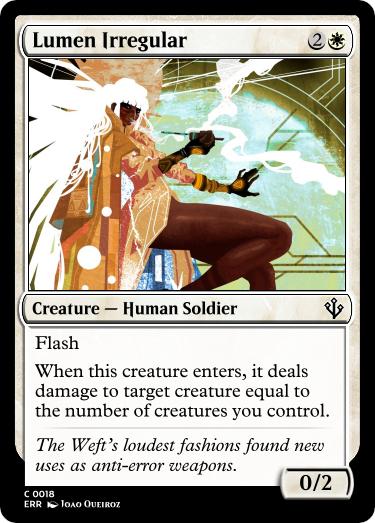 Lumen Irregular 2
Creature — Human Soldier
Flash
When this creature enters, it deals
damage to target creature equal to
the number of creatures you control.
The Weft's loudest fashions found new
uses as anti-error weapons.
0/2
C 0018
ERR Joao Queiroz